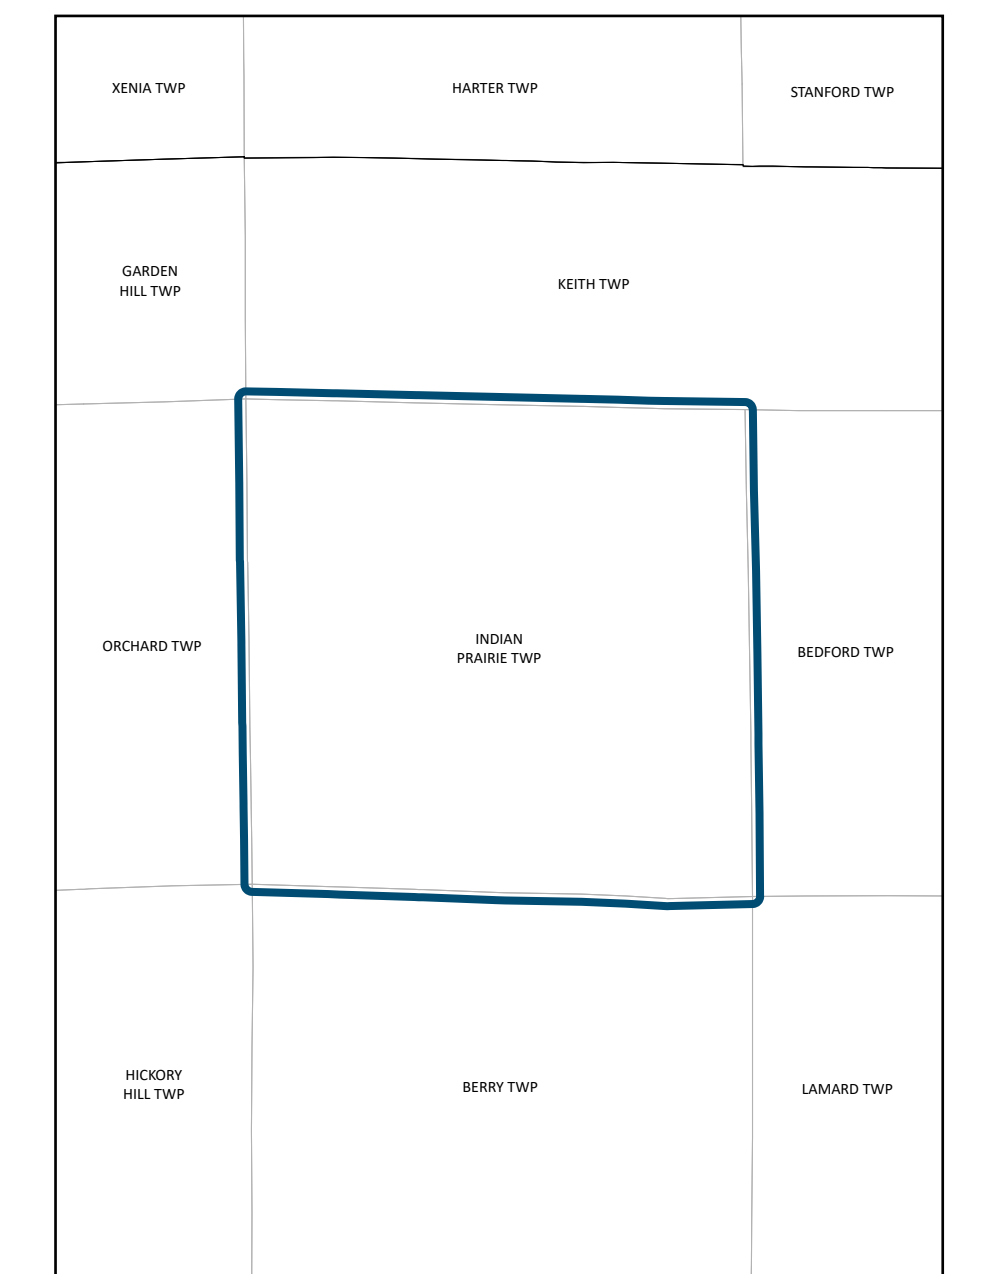 XENIA TWP
HARTER TWP
STANFORD TWP
GARDEN
HILL TWP
KEITH TWP
ORCHARD TWP
INDIAN
PRAIRIE TWP
BEDFORD TWP
HICKORY
HILL TWP
BERRY TWP
LAMARD TWP